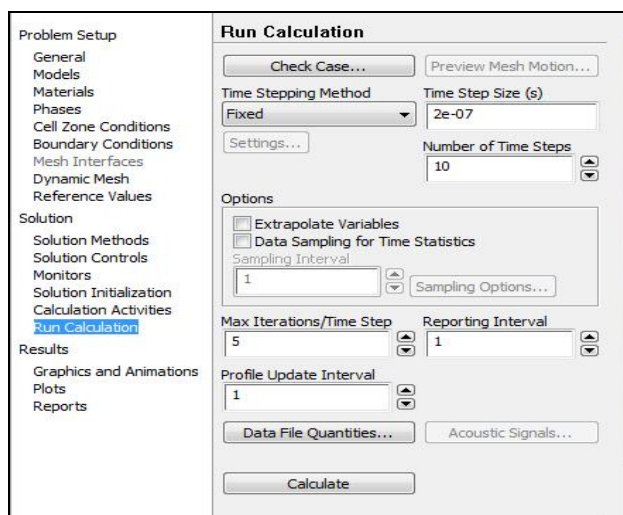 Problem Setup
General
Models
Materials
Phases
Cell Zone Conditions
Boundary Conditions
Mesh Interfaces
Dynamic Mesh
Reference Values
Solution
Solution Methods
Solution Controls
Monitors
Solution Initialization
Calculation Activities
Run Calculation
Results
Graphics and Animations
Plots
Reports
Run Calculation
Check Case... Preview Mesh Motion...
Time Stepping Method Time Step Size (s)
Fixed 2e-07
Settings... Number of Time Steps
10
Options
Extrapolate Variables
Data Sampling for Time Statistics
Sampling Interval
1 Sampling Options...
Max Iterations/Time Step Reporting Interval
5 1
Profile Update Interval
1
Data File Quantities... Acoustic Signals...
Calculate